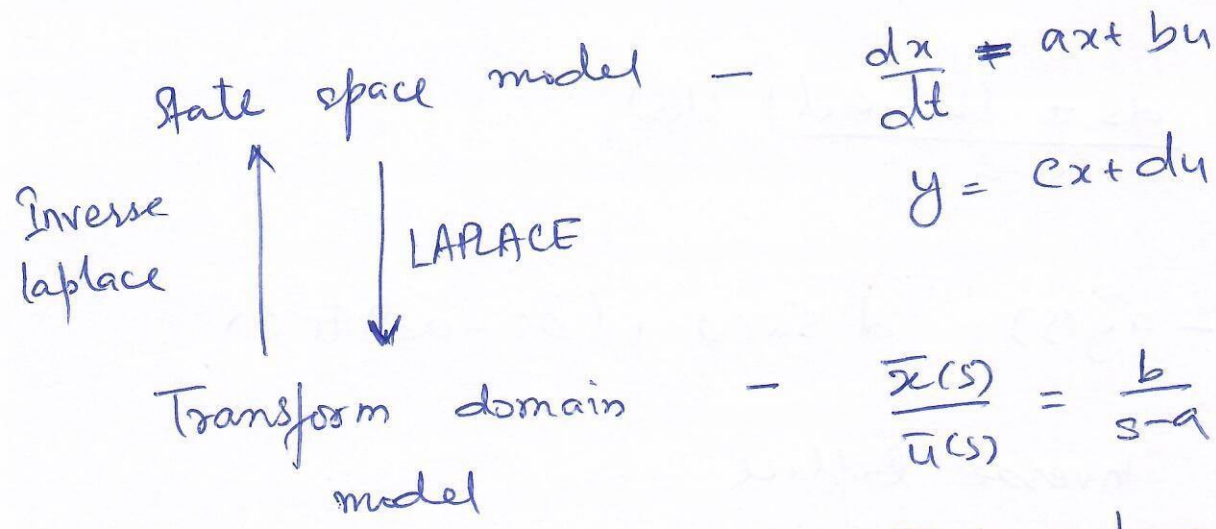 State space model - dx/dt = ax + bu
y = cx + du
Inverse laplace
LAPLACE
Transform domain model - x̄(s)/ū(s) = b/(s-a)